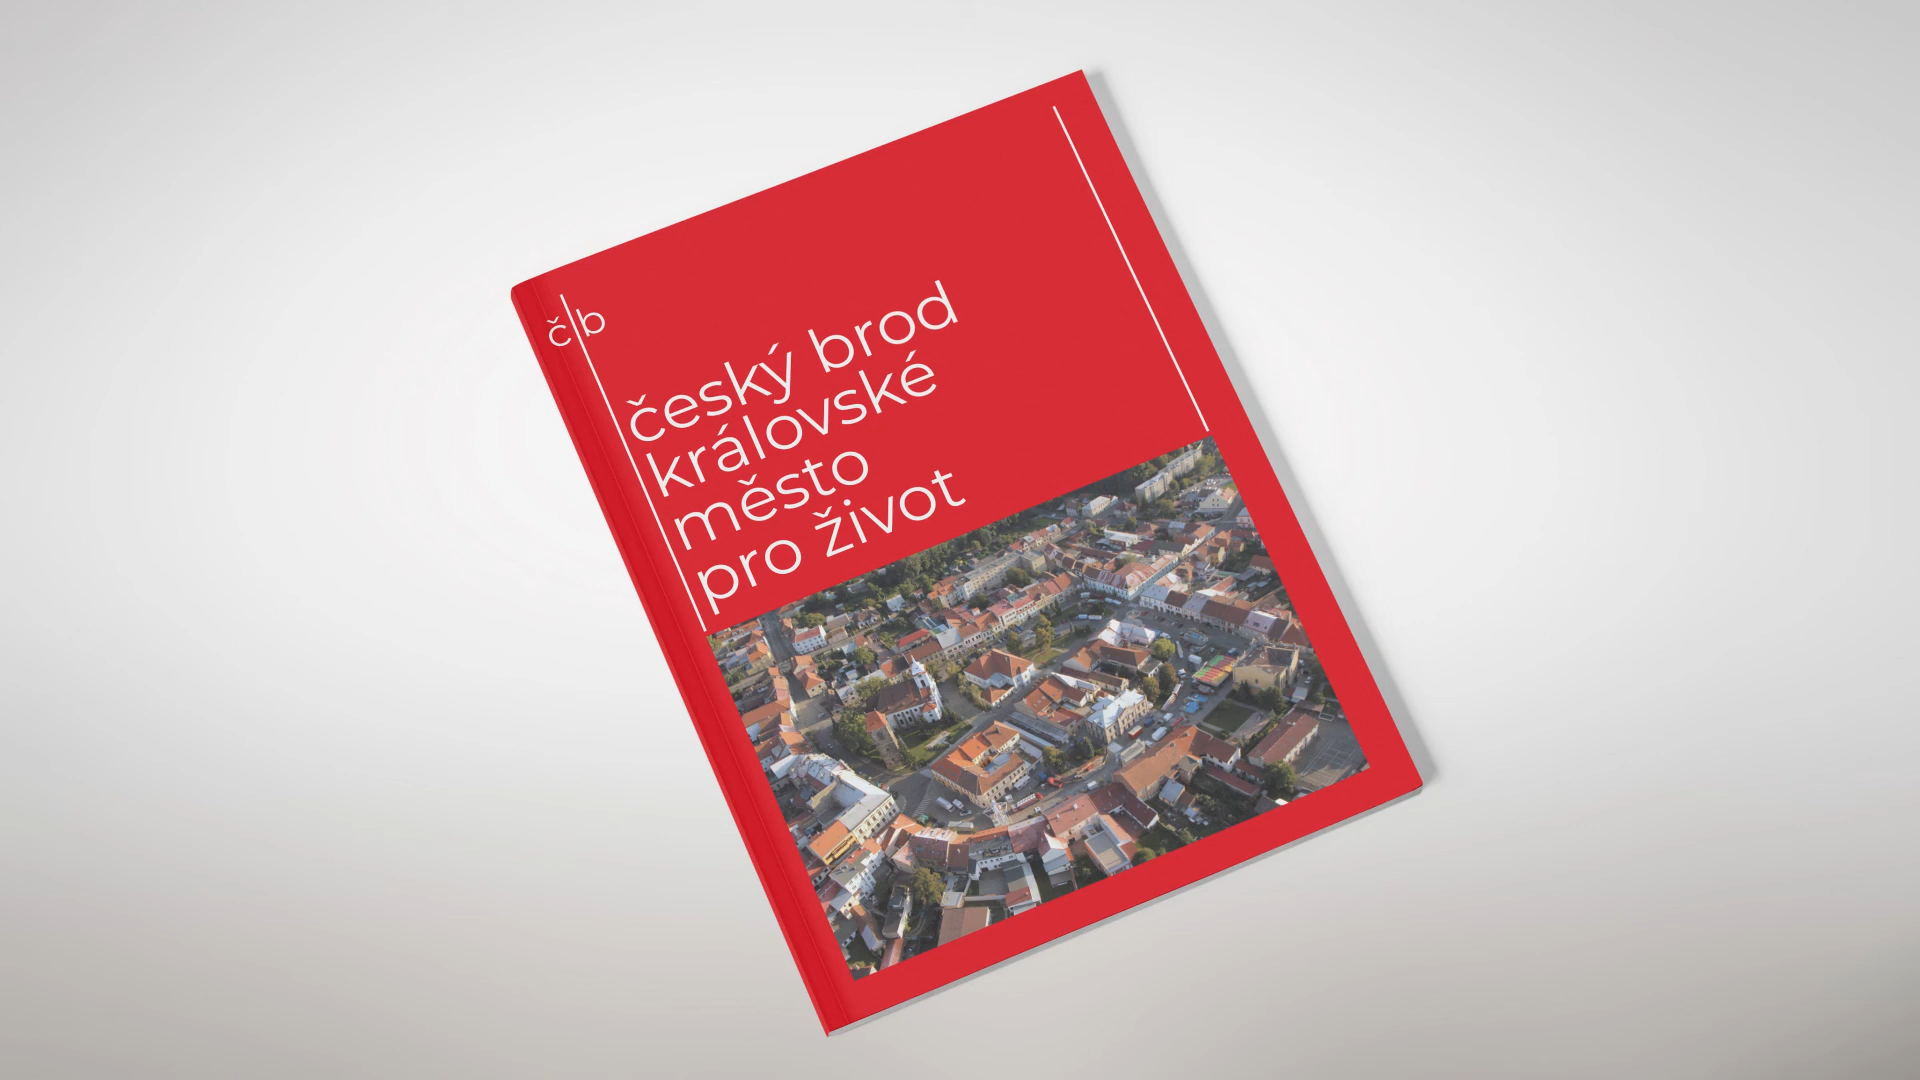 č b
český brod
královské
město
pro život